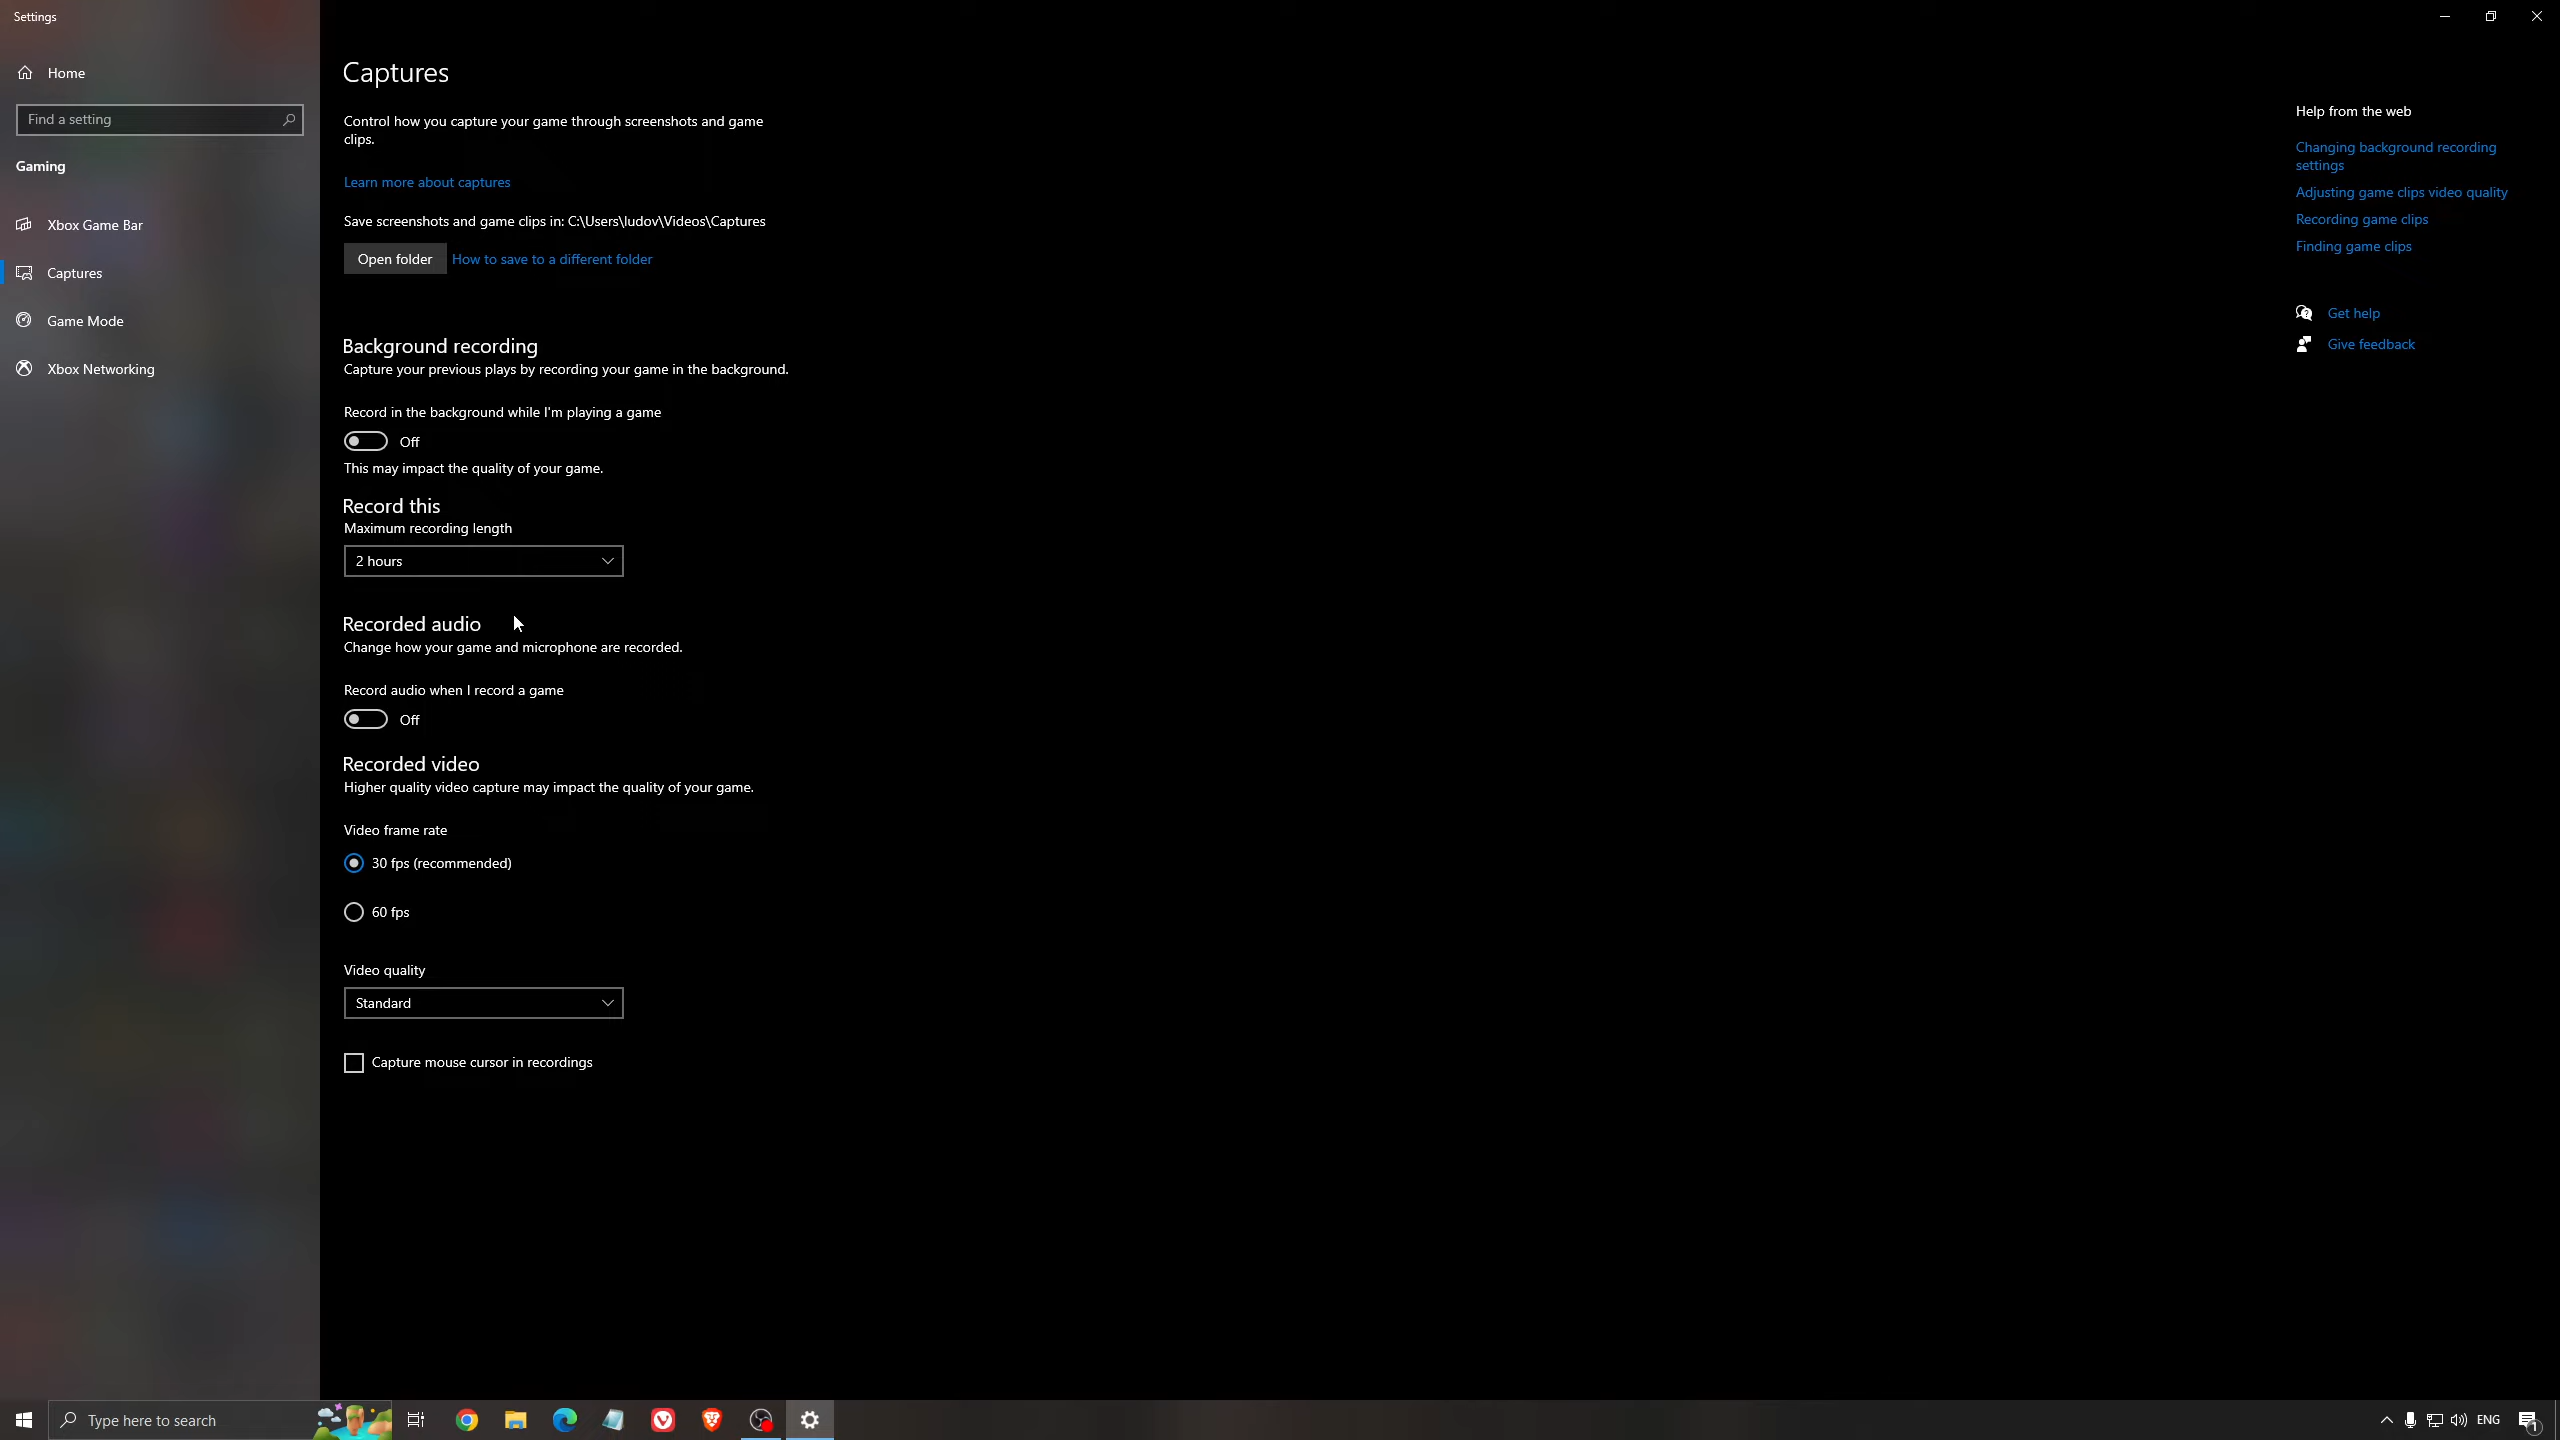 Settings
Home
Find a setting
Gaming
Xbox Game Bar
Captures
Game Mode
Xbox Networking
Captures
Control how you capture your game through screenshots and game
clips.
Learn more about captures
Save screenshots and game clips in: C:\Users\ludov\Videos\Captures
Open folder
How to save to a different folder
Background recording
Capture your previous plays by recording your game in the background.
Record in the background while I'm playing a game
Off
This may impact the quality of your game.
Record this
Maximum recording length
2 hours
Recorded audio
Change how your game and microphone are recorded.
Record audio when I record a game
Off
Recorded video
Higher quality video capture may impact the quality of your game.
Video frame rate
30 fps (recommended)
60 fps
Video quality
Standard
Capture mouse cursor in recordings
Help from the web
Changing background recording
settings
Adjusting game clips video quality
Recording game clips
Finding game clips
Get help
Give feedback
Type here to search
ENG
1